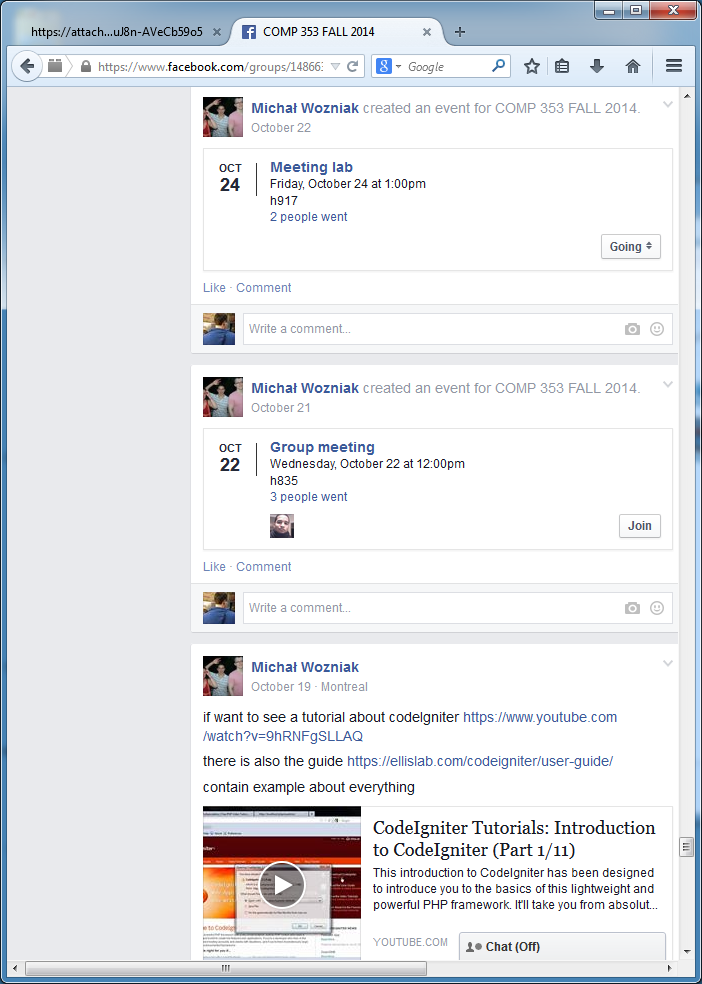 https://attach...uJ8n-AVeCb59o5
COMP 353 FALL 2014
https://www.facebook.com/groups/14866
Google
Michał Wozniak created an event for COMP 353 FALL 2014.
October 22
OCT
24
Meeting lab
Friday, October 24 at 1:00pm
h917
2 people went
Going
Like · Comment
Write a comment...
Michał Wozniak created an event for COMP 353 FALL 2014.
October 21
OCT
22
Group meeting
Wednesday, October 22 at 12:00pm
h835
3 people went
Join
Like · Comment
Write a comment...
Michał Wozniak
October 19 · Montreal
if want to see a tutorial about codeIgniter https://www.youtube.com
/watch?v=9hRNFgSLLAQ
there is also the guide https://ellislab.com/codeigniter/user-guide/
contain example about everything
CodeIgniter Tutorials: Introduction
to CodeIgniter (Part 1/11)
This introduction to CodeIgniter has been designed
to introduce you to the basics of this lightweight and
powerful PHP framework. It'll take you from absolut...
YOUTUBE.COM
Chat (Off)